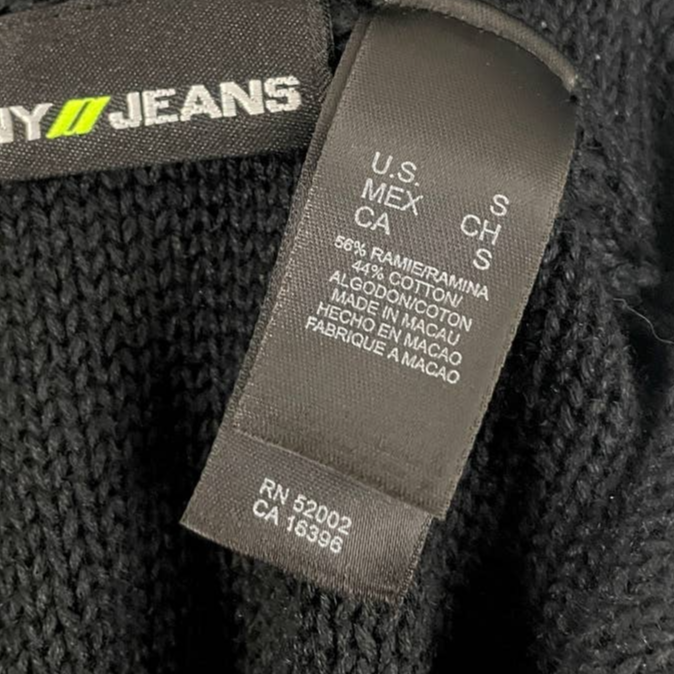 NY//JEANS
U.S. S
MEX CH
CA S
56% RAMIE/RAMINA
44% COTTON/
ALGODON/COTON
MADE IN MACAU
HECHO EN MACAO
FABRIQUE A MACAO
RN 52002
CA 16396